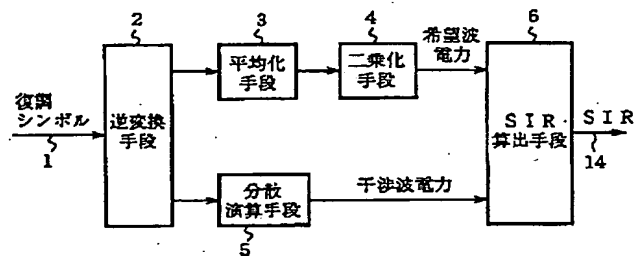 2
3
4
6
復調
シンボル
1
逆変換
手段
平均化
手段
二乗化
手段
希望波
電力
分散
演算手段
5
干渉波電力
SIR
算出手段
SIR
14